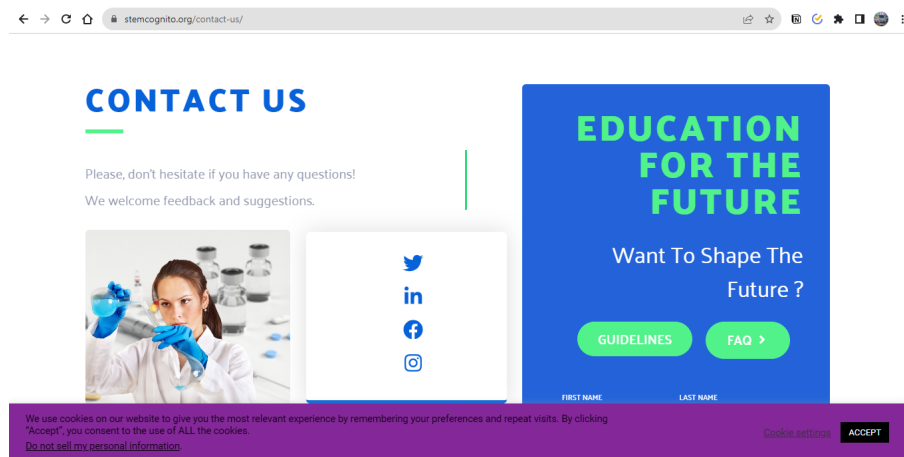 stemcognito.org/contact-us/
CONTACT US
Please, don't hesitate if you have any questions!
We welcome feedback and suggestions.
EDUCATION
FOR THE
FUTURE
Want To Shape The
Future ?
GUIDELINES
FAQ >
FIRST NAME
LAST NAME
We use cookies on our website to give you the most relevant experience by remembering your preferences and repeat visits. By clicking
"Accept", you consent to the use of ALL the cookies.
Do not sell my personal information.
Cookie settings
ACCEPT